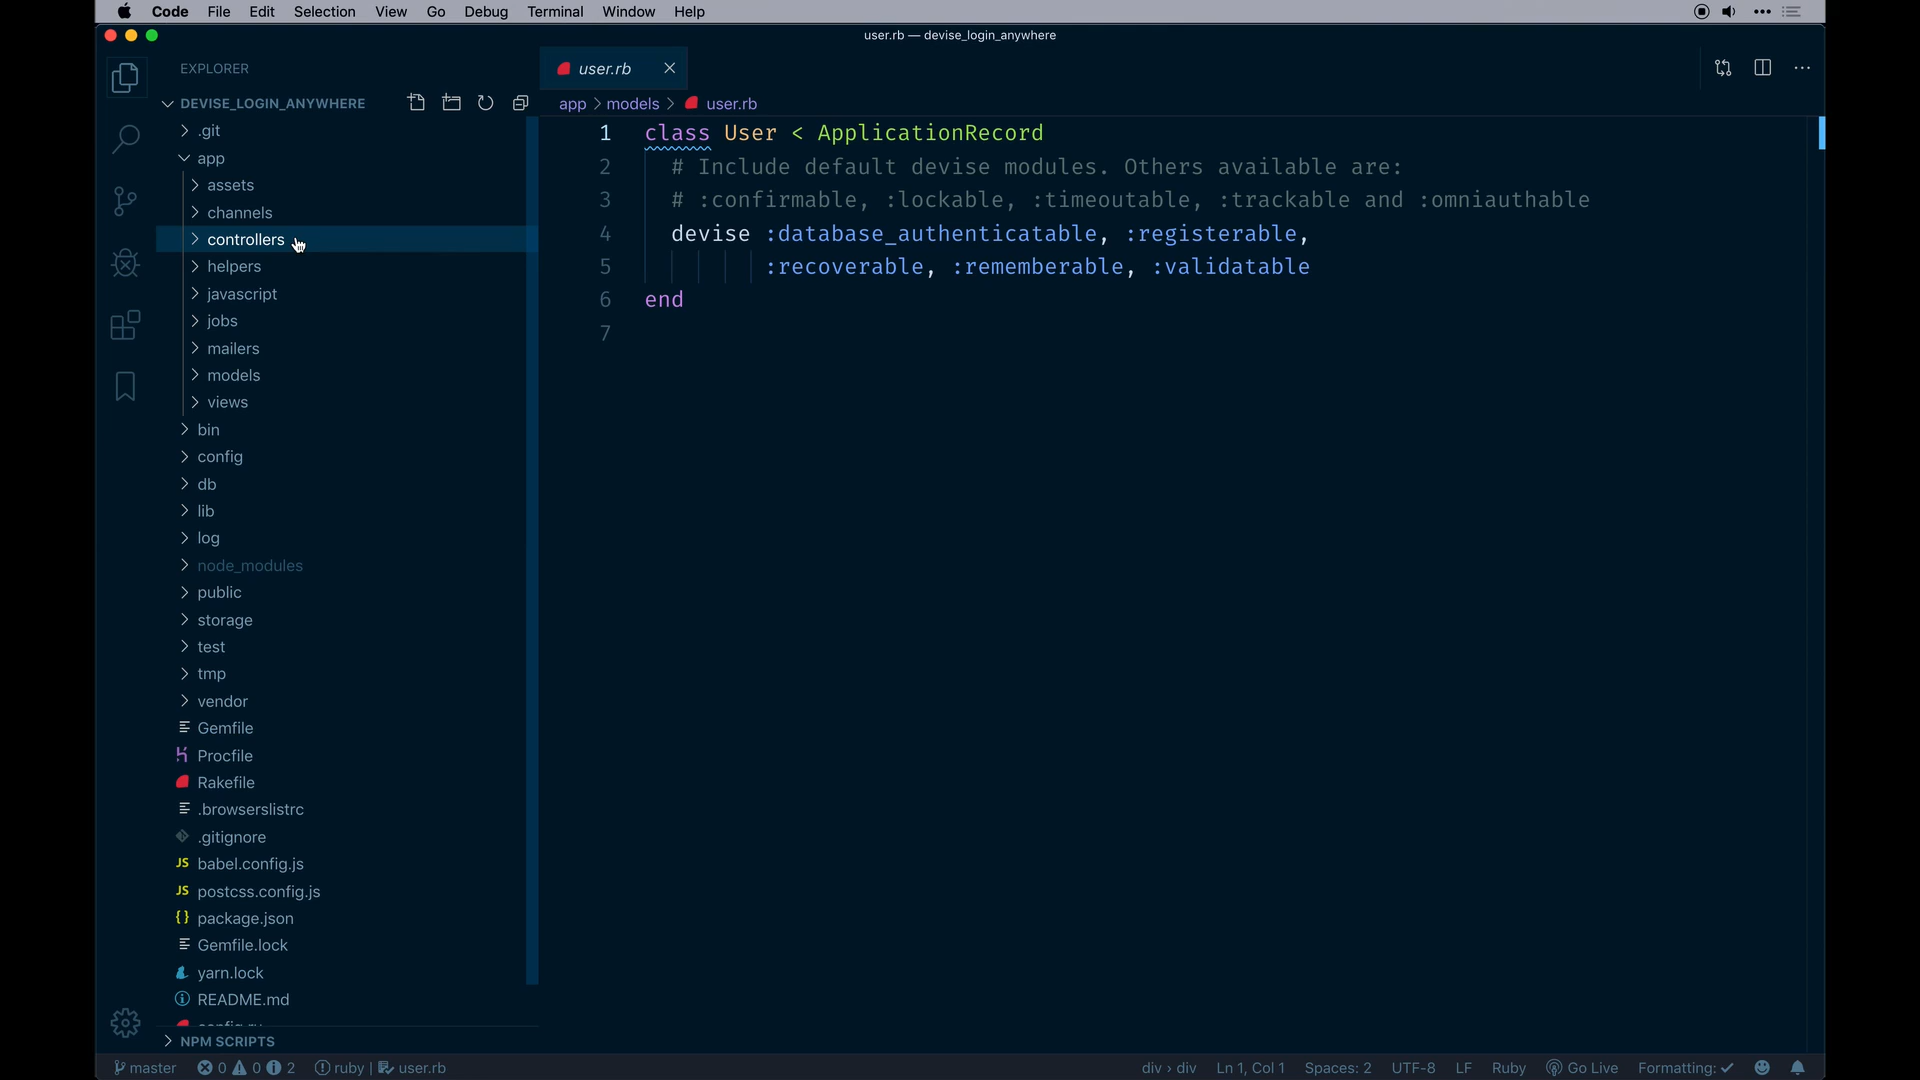 Code File Edit Selection View Go Debug Terminal Window Help
user.rb — devise_login_anywhere
EXPLORER
DEVISE_LOGIN_ANYWHERE
.git
app
assets
channels
controllers
helpers
javascript
jobs
mailers
models
views
bin
config
db
lib
log
node_modules
public
storage
test
tmp
vendor
Gemfile
Procfile
Rakefile
.browserslistrc
.gitignore
JS babel.config.js
JS postcss.config.js
{} package.json
Gemfile.lock
yarn.lock
README.md
NPM SCRIPTS
user.rb
app > models > user.rb
1 class User < ApplicationRecord
2 # Include default devise modules. Others available are:
3 # :confirmable, :lockable, :timeoutable, :trackable and :omniauthable
4 devise :database_authenticatable, :registerable,
5 :recoverable, :rememberable, :validatable
6 end
7
master 0 0 2 ruby | user.rb div › div Ln 1, Col 1 Spaces: 2 UTF-8 LF Ruby Go Live Formatting: ✓